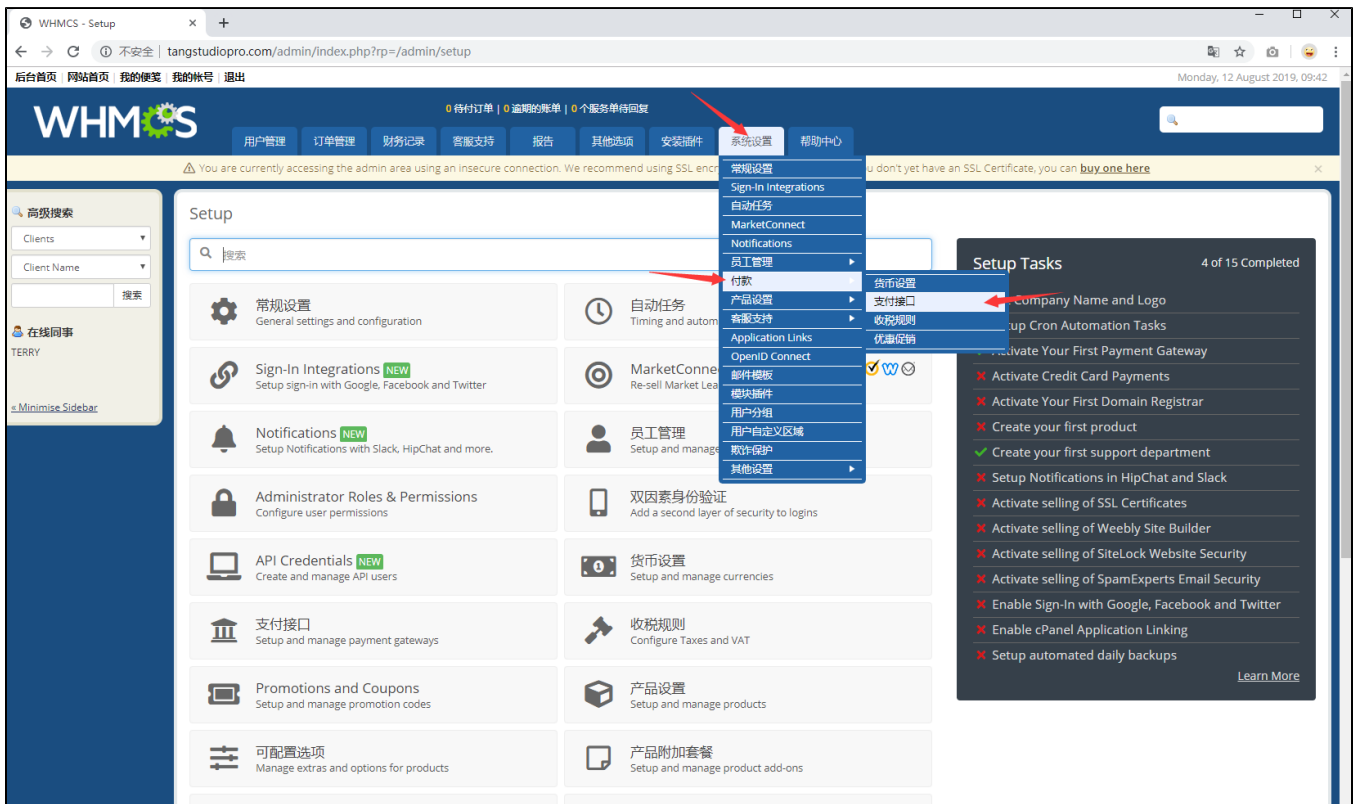 WHMCS - Setup
不安全 | tangstudiopro.com/admin/index.php?rp=/admin/setup
后台首页 | 网站首页 | 我的便笺 | 我的帐号 | 退出
Monday, 12 August 2019, 09:42
WHMCS
0 待付订单 | 0 逾期的账单 | 0 个服务单待回复
用户管理 订单管理 财务记录 客服支持 报告 其他选项 安装插件 系统设置 帮助中心
You are currently accessing the admin area using an insecure connection. We recommend using SSL encr
u don't yet have an SSL Certificate, you can buy one here
常规设置
Sign-In Integrations
自动任务
MarketConnect
Notifications
员工管理
付款
产品设置
客服支持
Application Links
OpenID Connect
邮件模板
模块插件
用户分组
用户自定义区域
欺诈保护
其他设置
货币设置
支付接口
收税规则
优惠促销
高级搜索
Clients
Client Name
搜索
在线同事
TERRY
« Minimise Sidebar
Setup
搜索
常规设置
General settings and configuration
自动任务
Timing and autom
Sign-In Integrations NEW
Setup sign-in with Google, Facebook and Twitter
MarketConne
Re-sell Market Lea
Notifications NEW
Setup Notifications with Slack, HipChat and more.
员工管理
Setup and manage
Administrator Roles & Permissions
Configure user permissions
双因素身份验证
Add a second layer of security to logins
API Credentials NEW
Create and manage API users
货币设置
Setup and manage currencies
支付接口
Setup and manage payment gateways
收税规则
Configure Taxes and VAT
Promotions and Coupons
Setup and manage promotion codes
产品设置
Setup and manage products
可配置选项
Manage extras and options for products
产品附加套餐
Setup and manage product add-ons
Setup Tasks
4 of 15 Completed
Company Name and Logo
up Cron Automation Tasks
Activate Your First Payment Gateway
Activate Credit Card Payments
Activate Your First Domain Registrar
Create your first product
Create your first support department
Setup Notifications in HipChat and Slack
Activate selling of SSL Certificates
Activate selling of Weebly Site Builder
Activate selling of SiteLock Website Security
Activate selling of SpamExperts Email Security
Enable Sign-In with Google, Facebook and Twitter
Enable cPanel Application Linking
Setup automated daily backups
Learn More